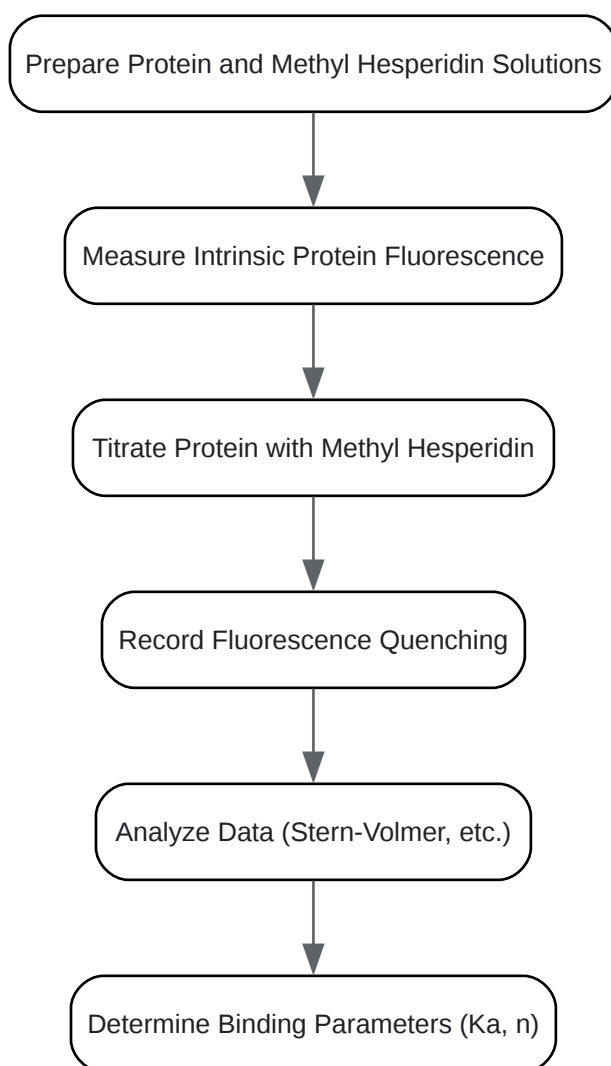 Prepare Protein and Methyl Hesperidin Solutions
Measure Intrinsic Protein Fluorescence
Titrate Protein with Methyl Hesperidin
Record Fluorescence Quenching
Analyze Data (Stern-Volmer, etc.)
Determine Binding Parameters (Ka, n)